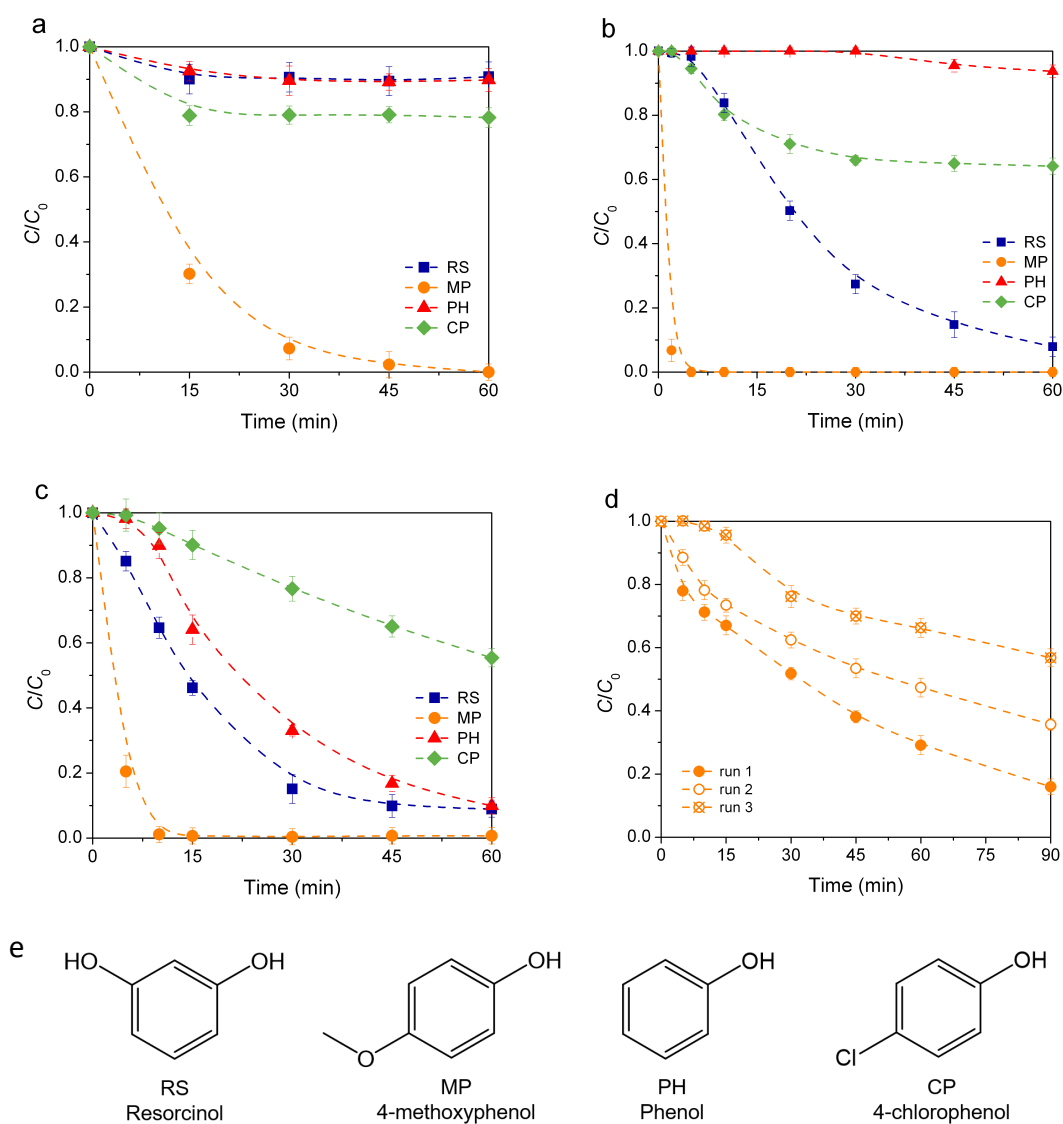 a
1.0
0.8
0.6
0.4
0.2
0.0
C/C0
RS
MP
PH
CP
0 15 30 45 60
Time (min)
b
1.0
0.8
0.6
0.4
0.2
0.0
C/C0
RS
MP
PH
CP
0 15 30 45 60
Time (min)
c
1.0
0.8
0.6
0.4
0.2
0.0
C/C0
RS
MP
PH
CP
0 15 30 45 60
Time (min)
d
1.0
0.8
0.6
0.4
0.2
0.0
C/C0
run 1
run 2
run 3
0 15 30 45 60 75 90
Time (min)
e
HO OH
RS
Resorcinol
OH
O
MP
4-methoxyphenol
OH
PH
Phenol
OH
Cl
CP
4-chlorophenol